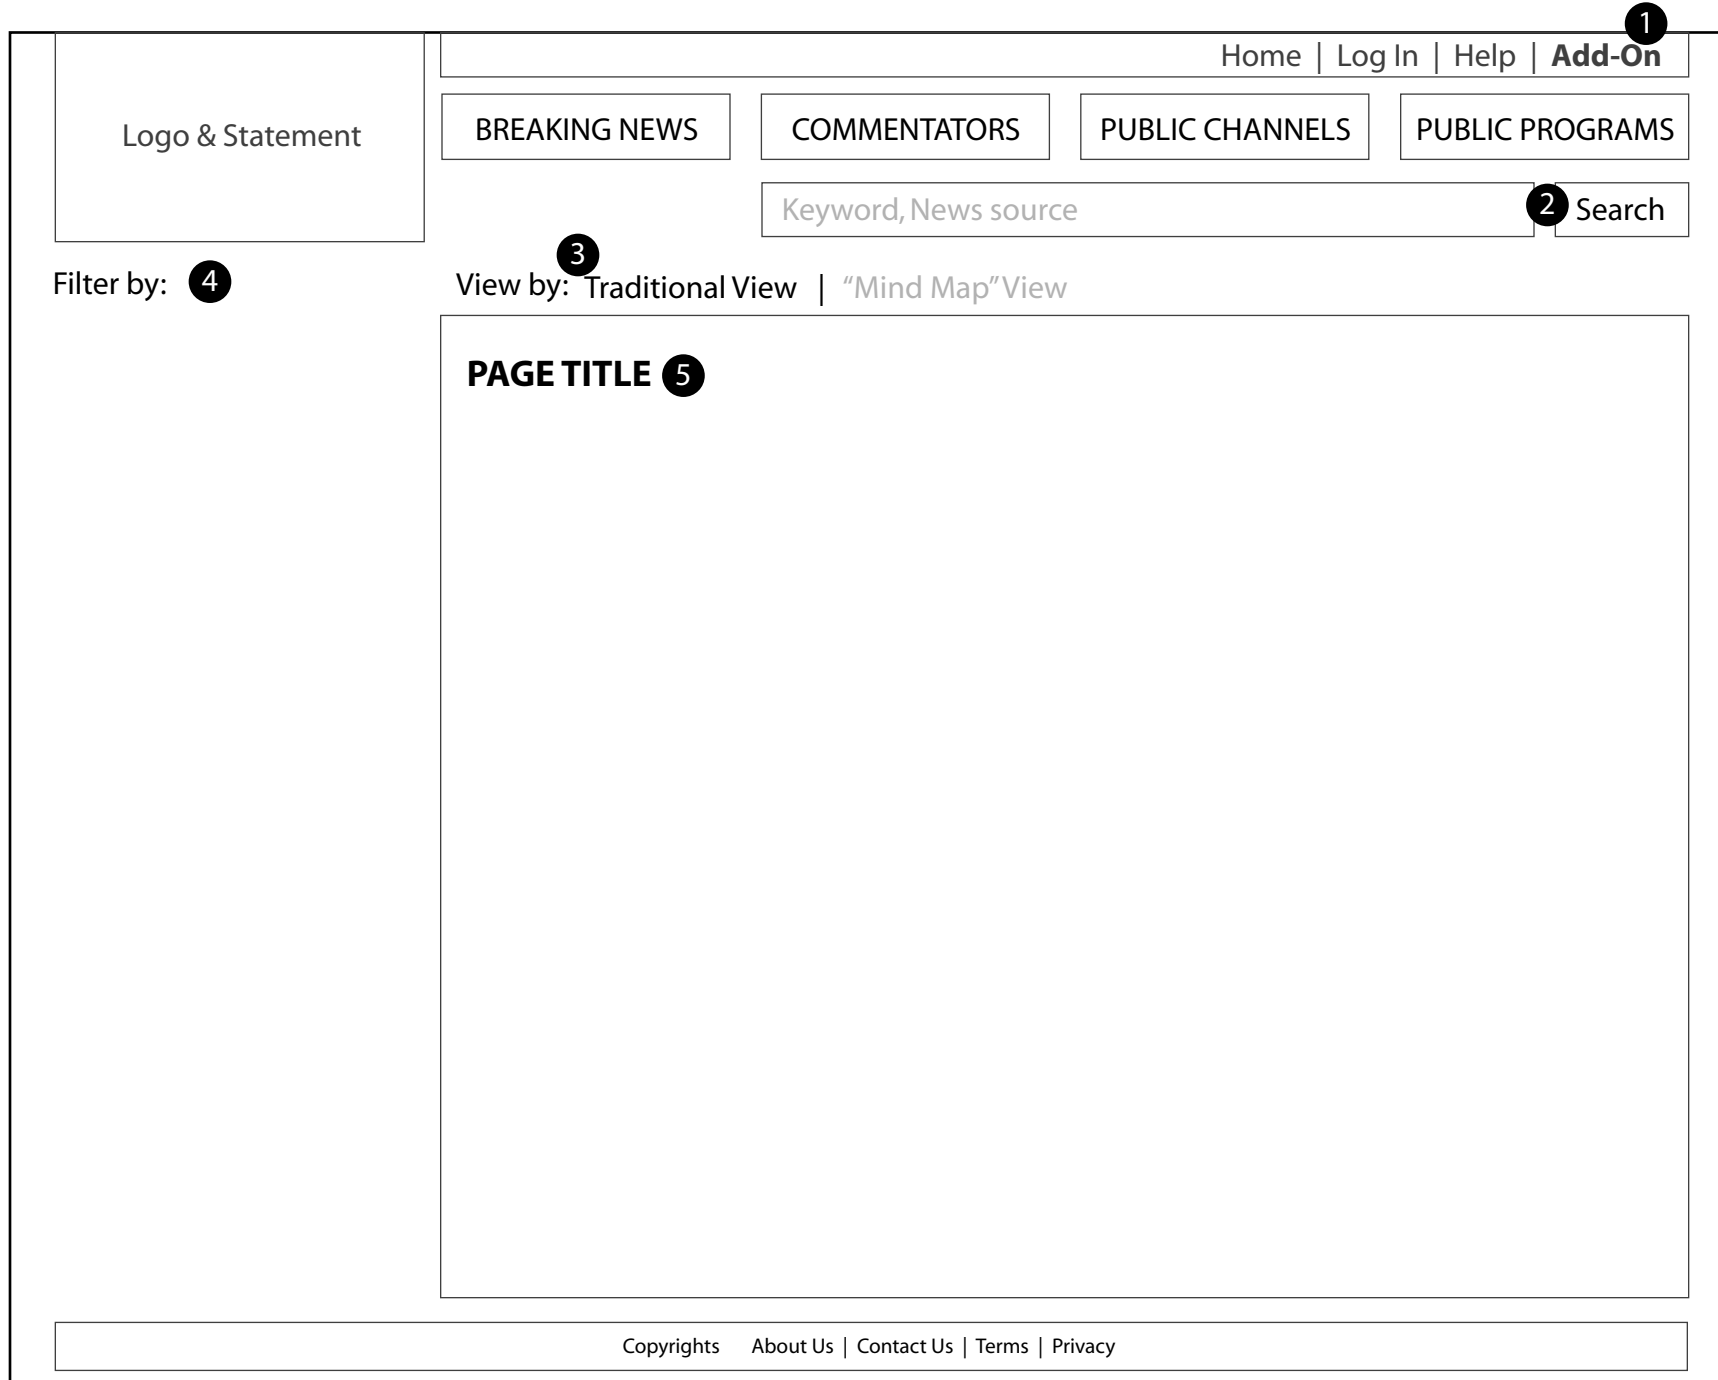 1
Home | Log In | Help | Add-On
Logo & Statement
BREAKING NEWS
COMMENTATORS
PUBLIC CHANNELS
PUBLIC PROGRAMS
Keyword, News source
2 Search
Filter by: 4
3
View by: Traditional View | “Mind Map” View
PAGE TITLE 5
Copyrights About Us | Contact Us | Terms | Privacy